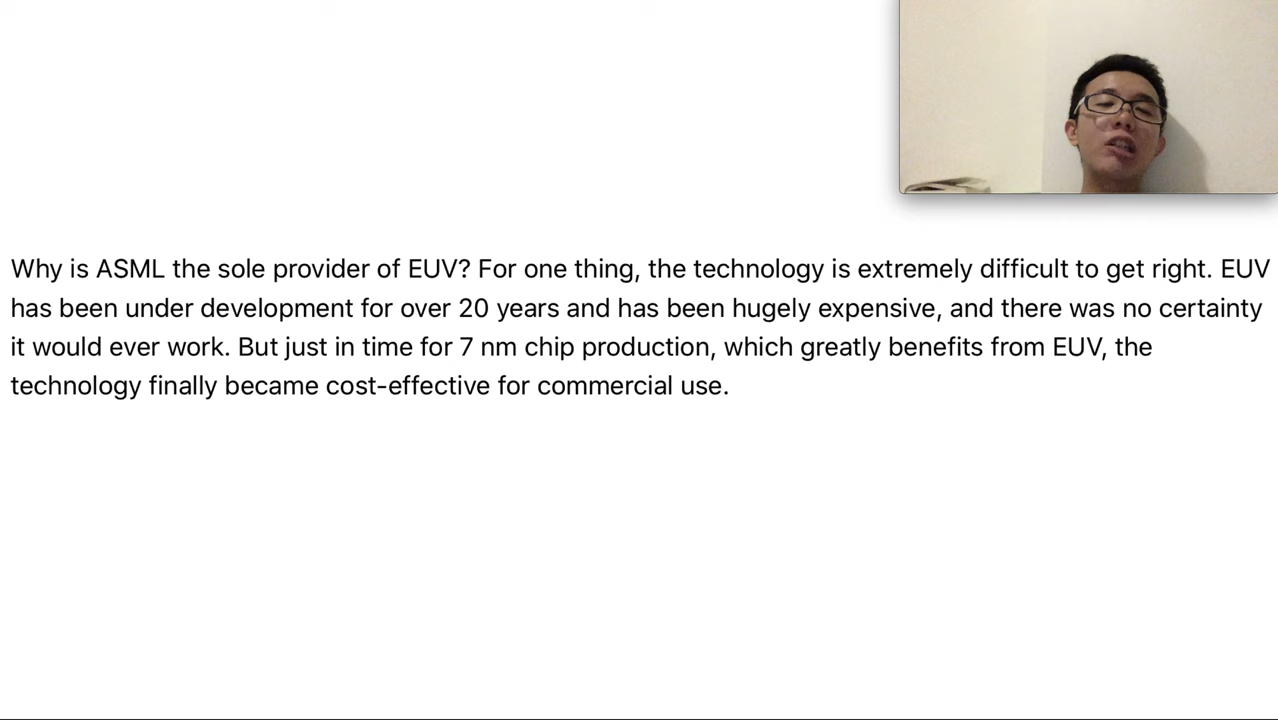 Why is ASML the sole provider of EUV? For one thing, the technology is extremely difficult to get right. EUV
has been under development for over 20 years and has been hugely expensive, and there was no certainty
it would ever work. But just in time for 7 nm chip production, which greatly benefits from EUV, the
technology finally became cost-effective for commercial use.